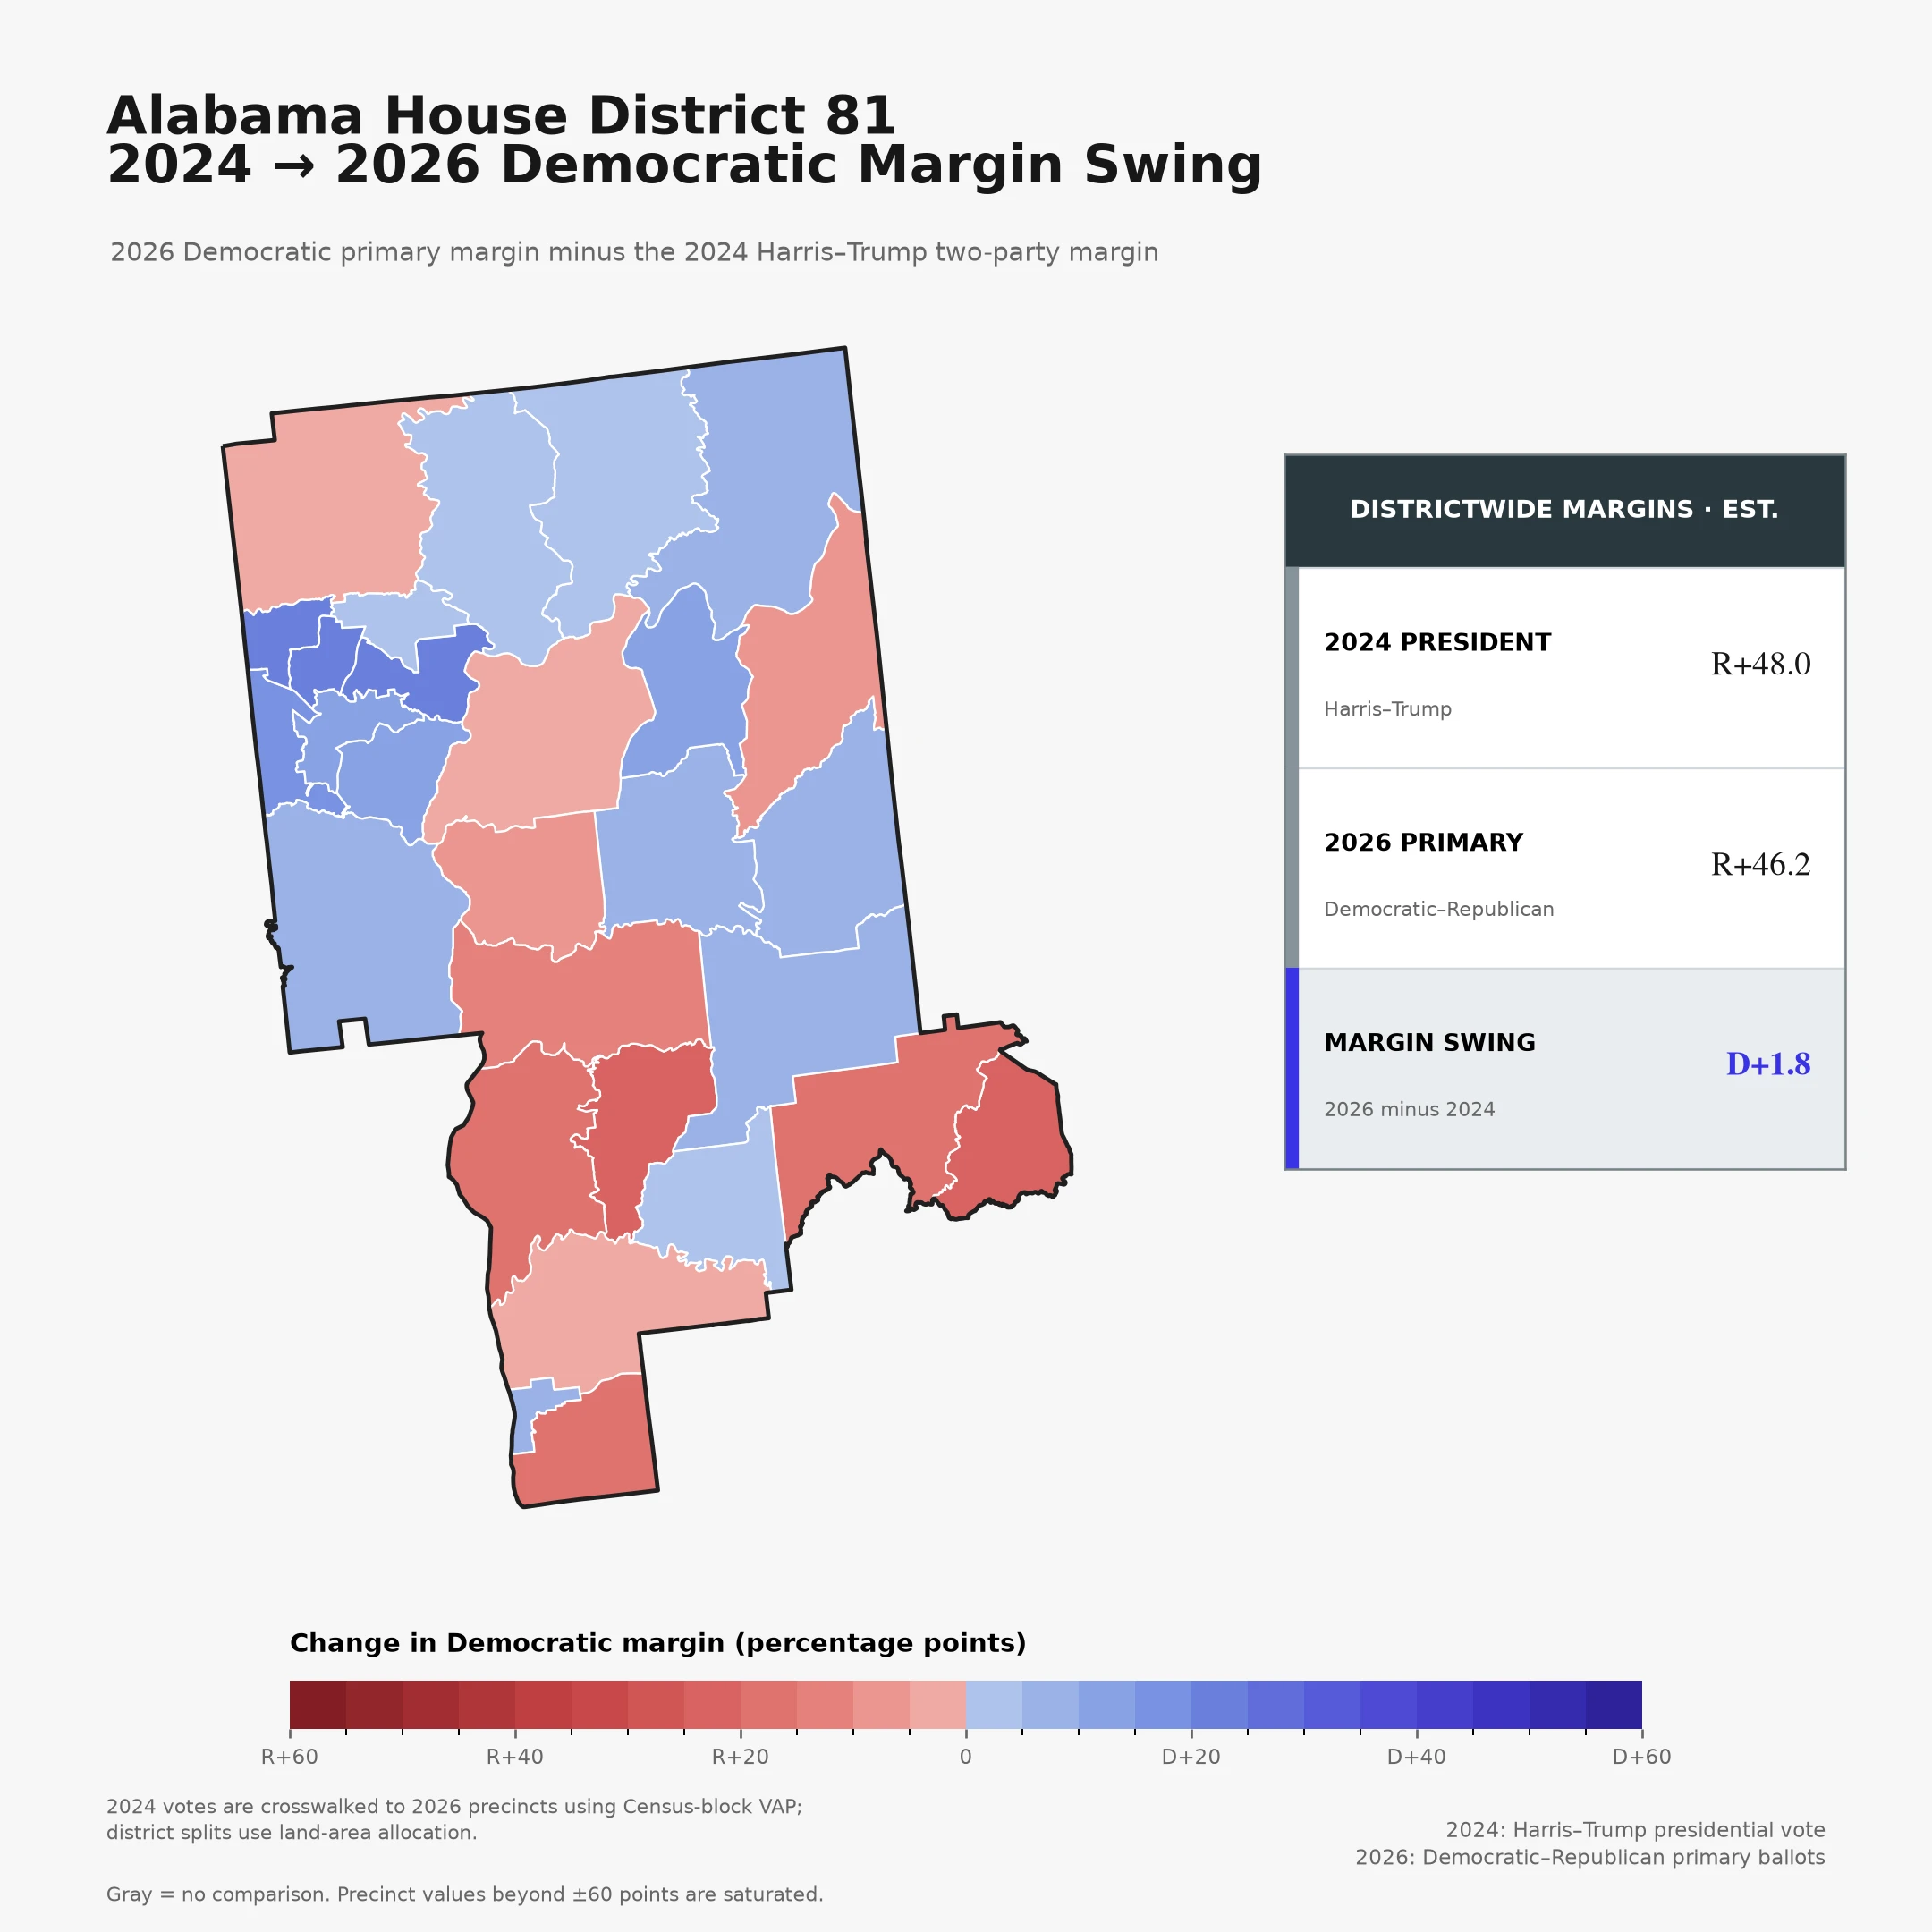 Alabama House District 81
2024 → 2026 Democratic Margin Swing
2026 Democratic primary margin minus the 2024 Harris–Trump two-party margin
DISTRICTWIDE MARGINS · EST.
2024 PRESIDENT
R+48.0
Harris–Trump
2026 PRIMARY
R+46.2
Democratic–Republican
MARGIN SWING
D+1.8
2026 minus 2024
Change in Democratic margin (percentage points)
R+60 R+40 R+20 0 D+20 D+40 D+60
2024 votes are crosswalked to 2026 precincts using Census-block VAP;
district splits use land-area allocation.
2024: Harris–Trump presidential vote
2026: Democratic–Republican primary ballots
Gray = no comparison. Precinct values beyond ±60 points are saturated.